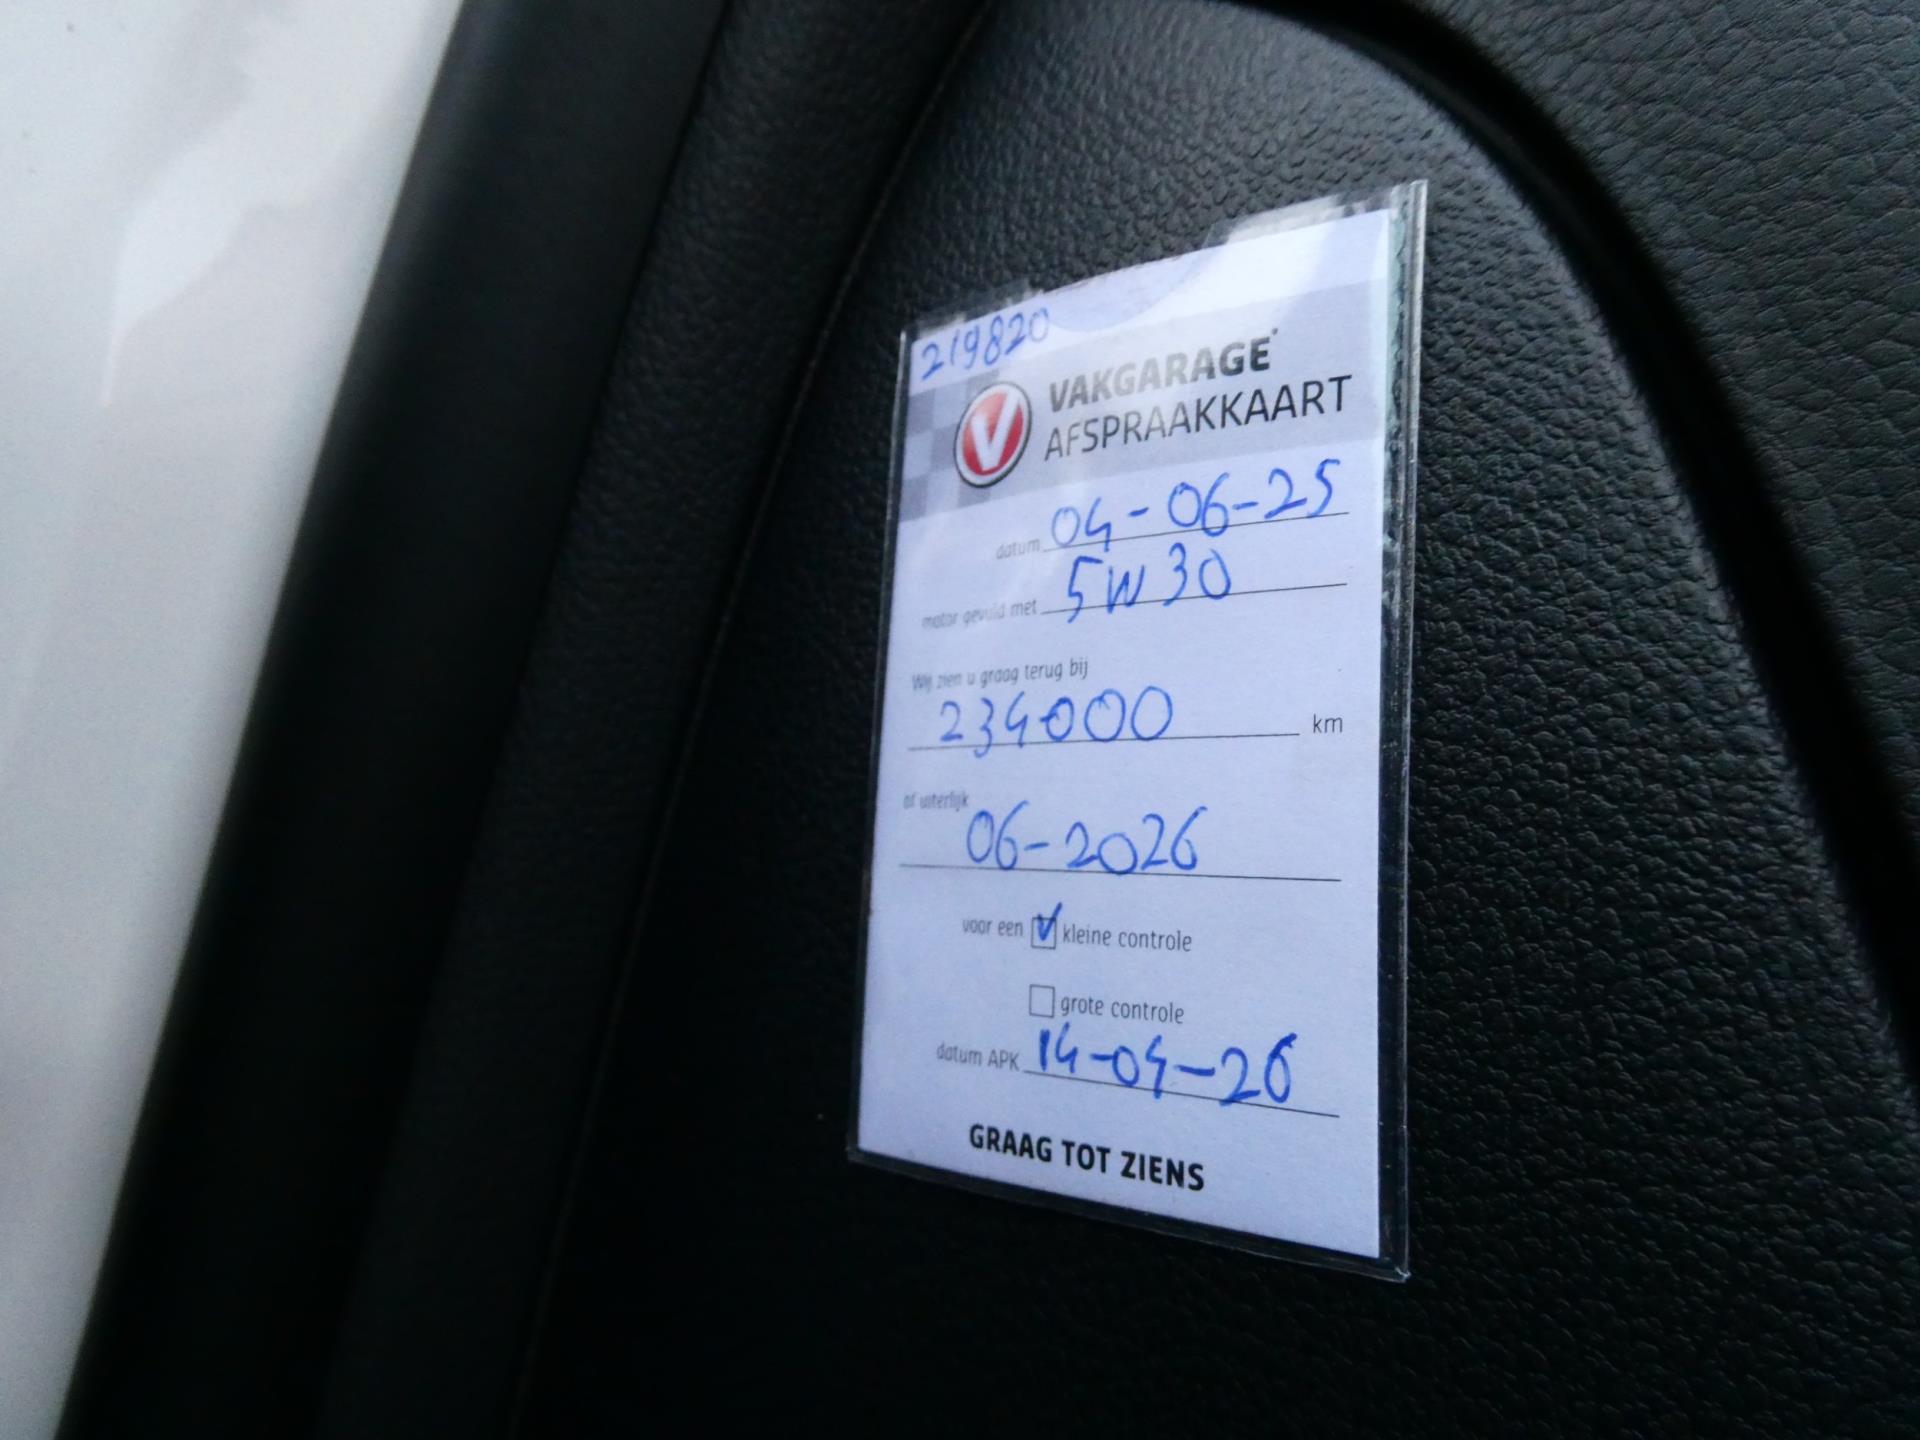 219820
V VAKGARAGE
AFSPRAAKKAART
datum 04-06-25
motor gevuld met 5W30
Wij zien u graag terug bij
234000 km
of uiterlijk
06-2026
voor een kleine controle
grote controle
datum APK 14-04-26
GRAAG TOT ZIENS